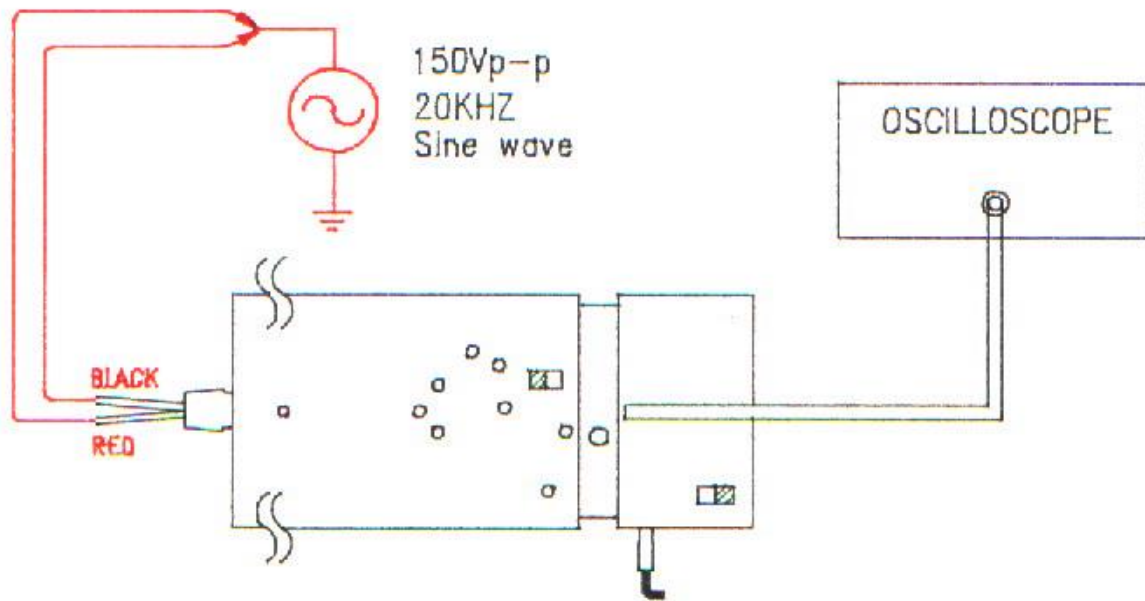 150Vp-p
20KHZ
Sine wave
OSCILLOSCOPE
BLACK
RED